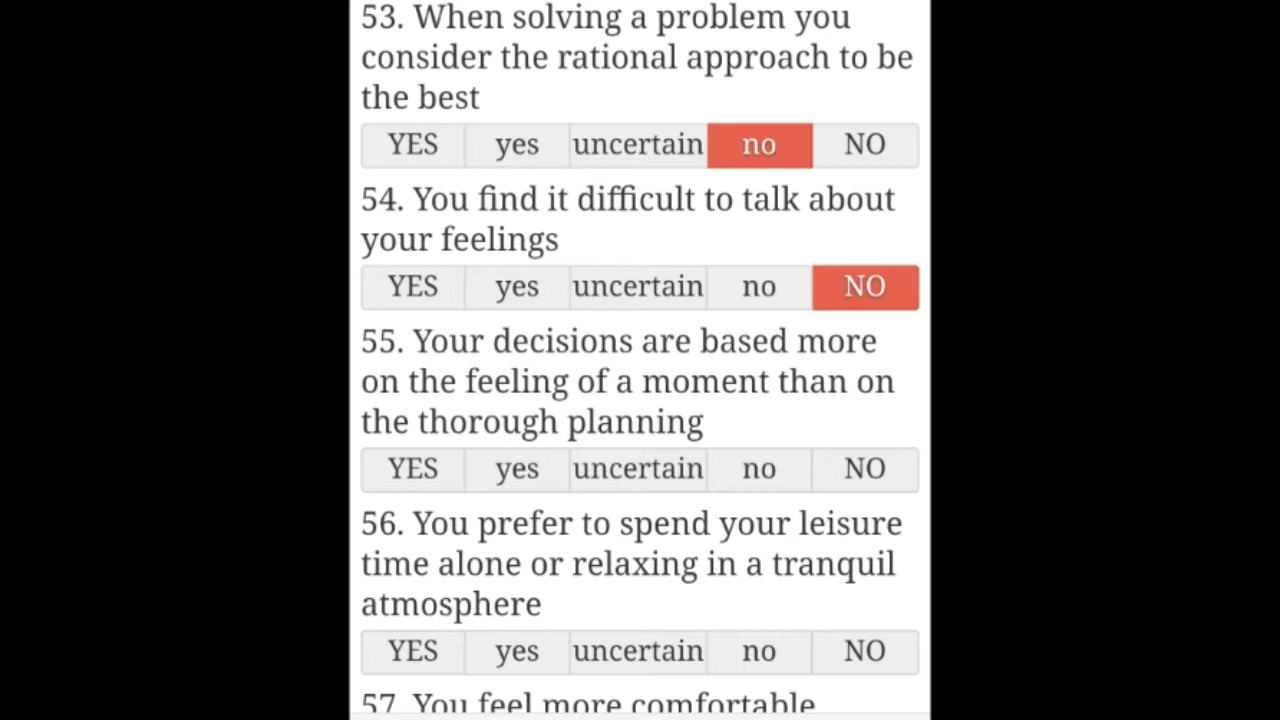 53. When solving a problem you
consider the rational approach to be
the best
YES yes uncertain no NO
54. You find it difficult to talk about
your feelings
YES yes uncertain no NO
55. Your decisions are based more
on the feeling of a moment than on
the thorough planning
YES yes uncertain no NO
56. You prefer to spend your leisure
time alone or relaxing in a tranquil
atmosphere
YES yes uncertain no NO
57. You feel more comfortable